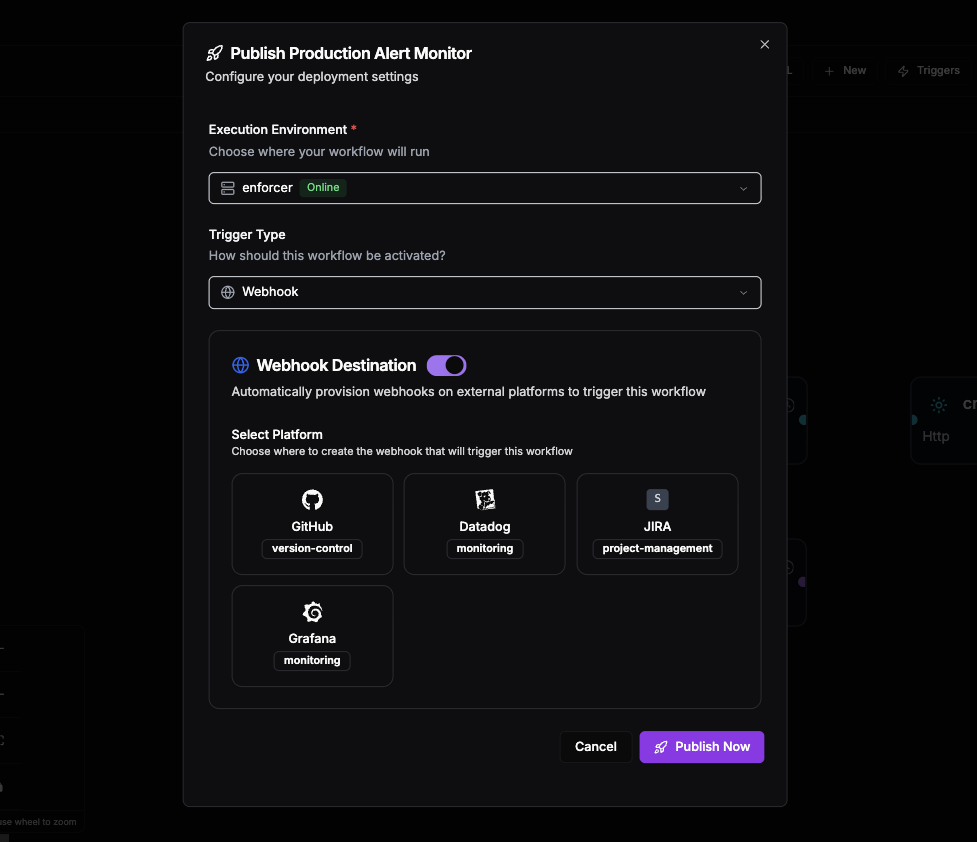 Publish Production Alert Monitor
Configure your deployment settings
New
Triggers
Execution Environment *
Choose where your workflow will run
enforcer Online
Trigger Type
How should this workflow be activated?
Webhook
Webhook Destination
Automatically provision webhooks on external platforms to trigger this workflow
Select Platform
Choose where to create the webhook that will trigger this workflow
GitHub
version-control
Datadog
monitoring
S
JIRA
project-management
Grafana
monitoring
Http
Cancel
Publish Now
wheel to zoom